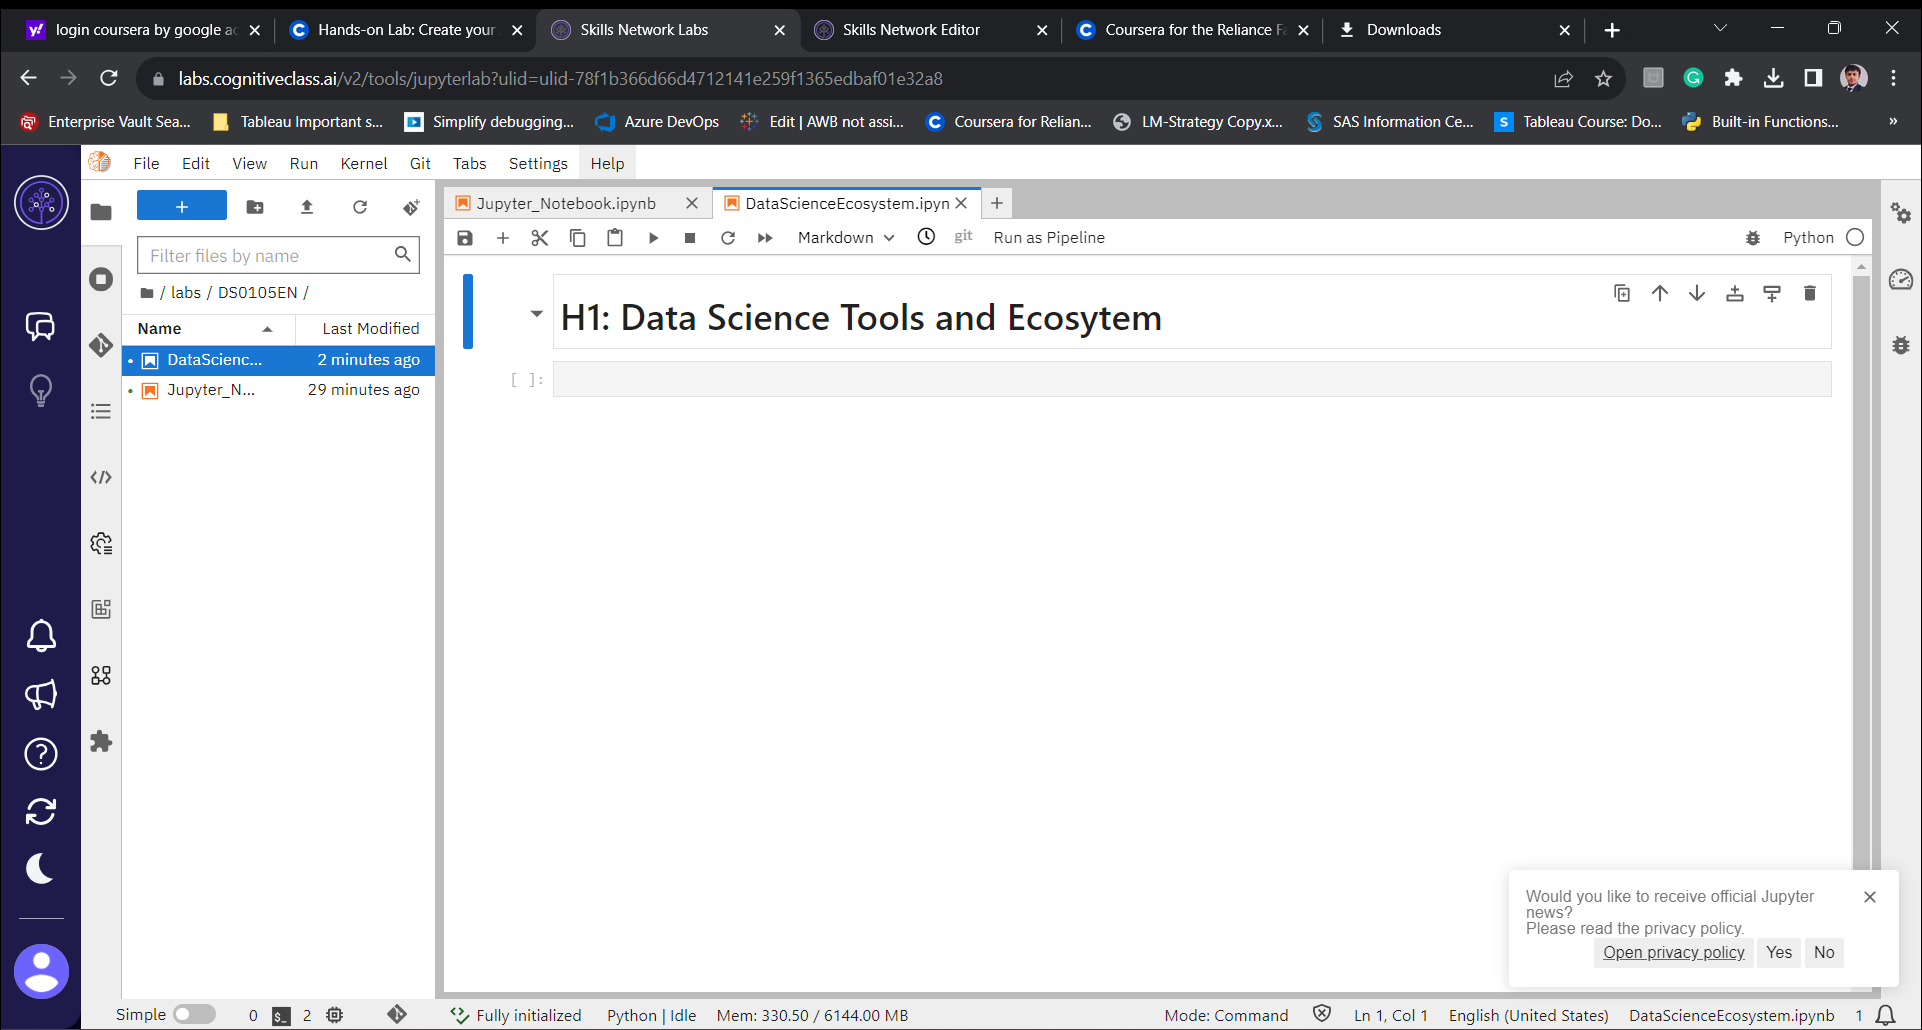 login coursera by google ac
Hands-on Lab: Create your
Skills Network Labs
Skills Network Editor
Coursera for the Reliance Fa
Downloads
labs.cognitiveclass.ai/v2/tools/jupyterlab?ulid=ulid-78f1b366d66d4712141e259f1365edbaf01e32a8
Enterprise Vault Sea...
Tableau Important s...
Simplify debugging...
Azure DevOps
Edit | AWB not assi...
Coursera for Relian...
LM-Strategy Copy.x...
SAS Information Ce...
Tableau Course: Do...
Built-in Functions...
»
File Edit View Run Kernel Git Tabs Settings Help
Jupyter_Notebook.ipynb
DataScienceEcosystem.ipyn
Markdown
git
Run as Pipeline
Python
Filter files by name
/ labs / DS0105EN /
Name Last Modified
DataScienc... 2 minutes ago
Jupyter_N... 29 minutes ago
H1: Data Science Tools and Ecosytem
[ ]:
Would you like to receive official Jupyter
news?
Please read the privacy policy.
Open privacy policy Yes No
Simple 0 $_ 2 Fully initialized Python | Idle Mem: 330.50 / 6144.00 MB Mode: Command Ln 1, Col 1 English (United States) DataScienceEcosystem.ipynb 1